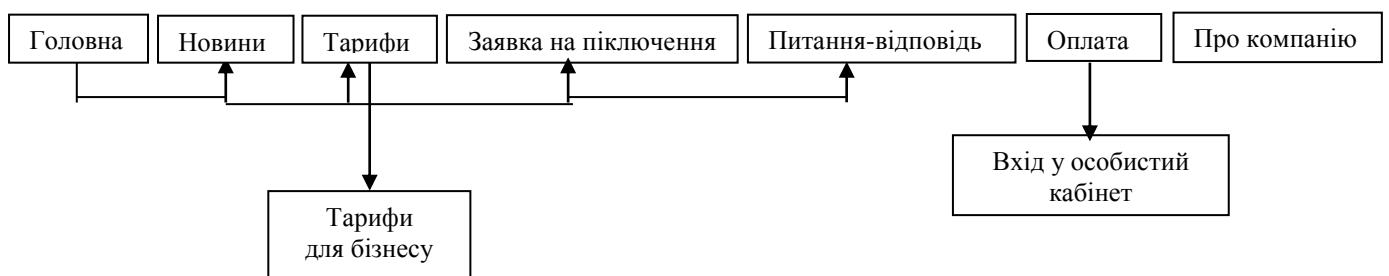 Головна
Новини
Тарифи
Заявка на піключення
Питання-відповідь
Оплата
Про компанію
Вхід у особистий
кабінет
Тарифи
для бізнесу